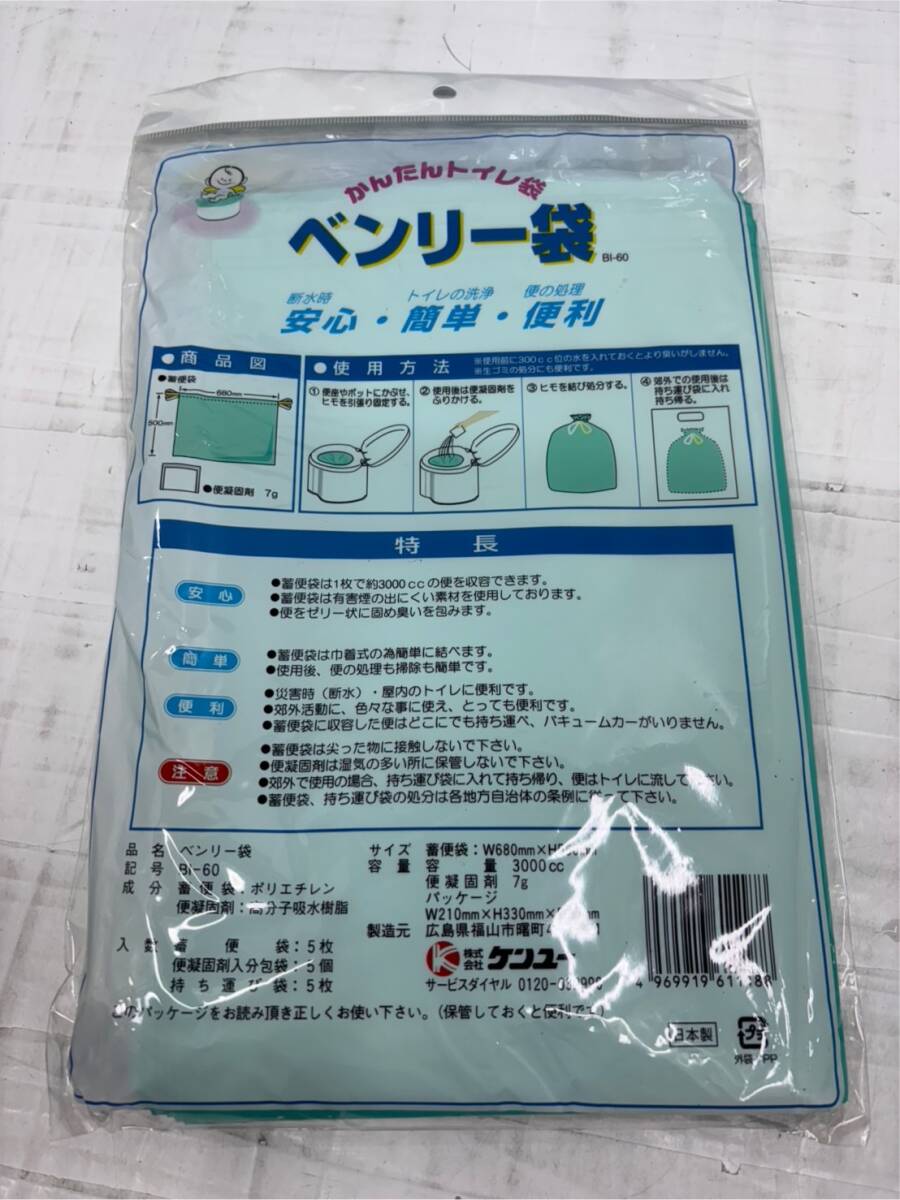 かんたんトイレ袋
ベンリー袋 BI-60
断水時 トイレの洗浄 便の処理
安心・簡単・便利
●商品図
●蓄便袋
680mm
500mm
●便凝固剤 7g
●使用方法
※使用前に300cc位の水を入れておくとより臭いがしません。
※生ゴミの処分にも便利です。
①便座やポットにかぶせ、ヒモを引張り固定する。
②使用後は便凝固剤をふりかける。
③ヒモを結び処分する。
④郊外での使用後は持ち運び袋に入れ持ち帰る。
特長
安心
●蓄便袋は1枚で約3000ccの便を収容できます。
●蓄便袋は有害煙の出にくい素材を使用しております。
●便をゼリー状に固め臭いを包みます。
簡単
●蓄便袋は巾着式の為簡単に結べます。
●使用後、便の処理も掃除も簡単です。
便利
●災害時（断水）・屋内のトイレに便利です。
●郊外活動に、色々な事に使え、とっても便利です。
●蓄便袋に収容した便はどこにでも持ち運べ、バキュームカーがいりません。
注意
●蓄便袋は尖った物に接触しないで下さい。
●便凝固剤は湿気の多い所に保管しないで下さい。
●郊外で使用の場合、持ち運び袋に入れて持ち帰り、便はトイレに流して下さい。
●蓄便袋、持ち運び袋の処分は各地方自治体の条例に従って下さい。
品名 ベンリー袋
記号 BI-60
成分 蓄便袋：ポリエチレン
便凝固剤：高分子吸水樹脂
入数 蓄便袋：5枚
便凝固剤入分包袋：5個
持ち運び袋：5枚
サイズ 蓄便袋：W680mm×
容量 容量 3000cc
便凝固剤 7g
パッケージ
W210mm×H330mm×
製造元 広島県福山市曙町
株式会社 ケンユー
サービスダイヤル 0120-
4 969919 611
このパッケージをお読み頂き正しくお使い下さい。（保管しておくと便利です）
日本製
プラ
外袋 PP